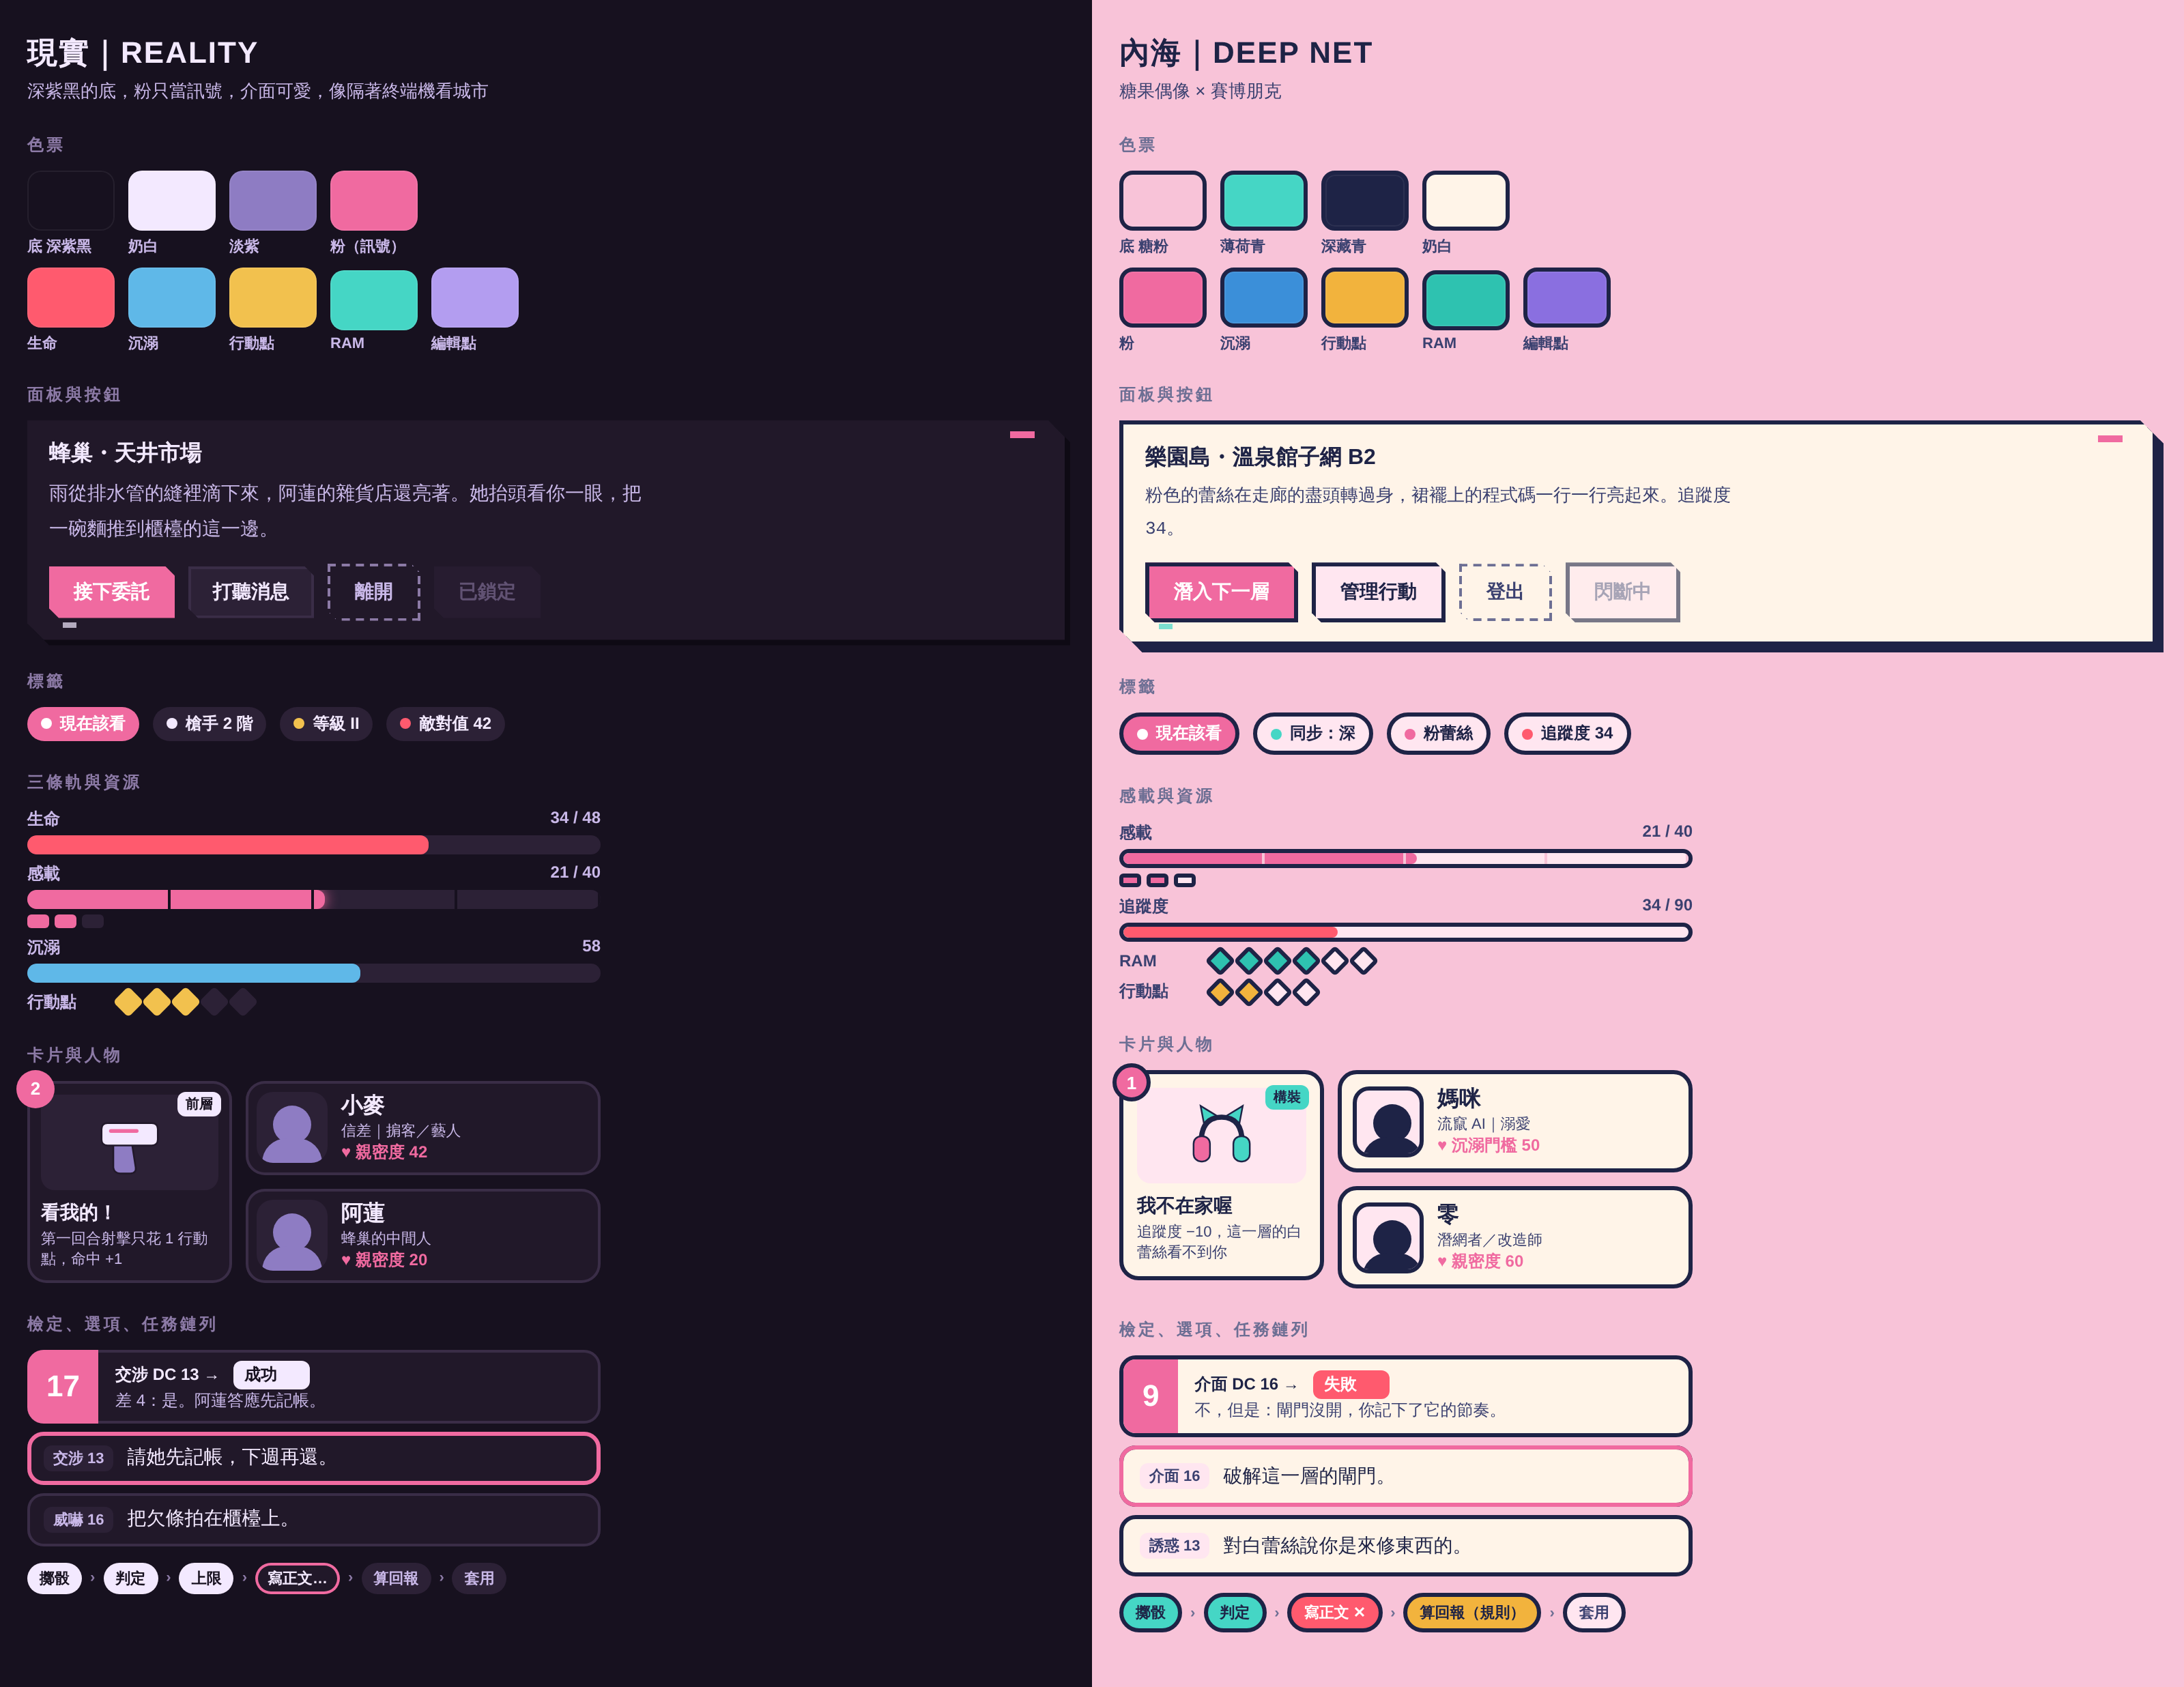 現實｜REALITY
深紫黑的底，粉只當訊號，介面可愛，像隔著終端機看城市
色票
底 深紫黑
奶白
淡紫
粉（訊號）
生命
沉溺
行動點
RAM
編輯點
面板與按鈕
蜂巢・天井市場
雨從排水管的縫裡滴下來，阿蓮的雜貨店還亮著。她抬頭看你一眼，把
一碗麵推到櫃檯的這一邊。
接下委託
打聽消息
離開
已鎖定
標籤
現在該看
槍手 2 階
等級 II
敵對值 42
三條軌與資源
生命
34 / 48
感載
21 / 40
沉溺
58
行動點
卡片與人物
2
前層
看我的！
第一回合射擊只花 1 行動
點，命中 +1
小麥
信差｜掮客／藝人
♥ 親密度 42
阿蓮
蜂巢的中間人
♥ 親密度 20
檢定、選項、任務鏈列
17
交涉 DC 13 → 成功
差 4：是。阿蓮答應先記帳。
交涉 13 請她先記帳，下週再還。
威嚇 16 把欠條拍在櫃檯上。
擲骰 › 判定 › 上限 › 寫正文… › 算回報 › 套用
內海｜DEEP NET
糖果偶像 × 賽博朋克
色票
底 糖粉
薄荷青
深藏青
奶白
粉
沉溺
行動點
RAM
編輯點
面板與按鈕
樂園島・溫泉館子網 B2
粉色的蕾絲在走廊的盡頭轉過身，裙襬上的程式碼一行一行亮起來。追蹤度
34。
潛入下一層
管理行動
登出
閃斷中
標籤
現在該看
同步：深
粉蕾絲
追蹤度 34
感載與資源
感載
21 / 40
追蹤度
34 / 90
RAM
行動點
卡片與人物
1
構裝
我不在家喔
追蹤度 −10，這一層的白
蕾絲看不到你
媽咪
流竄 AI｜溺愛
♥ 沉溺門檻 50
零
潛網者／改造師
♥ 親密度 60
檢定、選項、任務鏈列
9
介面 DC 16 → 失敗
不，但是：閘門沒開，你記下了它的節奏。
介面 16 破解這一層的閘門。
誘惑 13 對白蕾絲說你是來修東西的。
擲骰 › 判定 › 寫正文 ✕ › 算回報（規則） › 套用